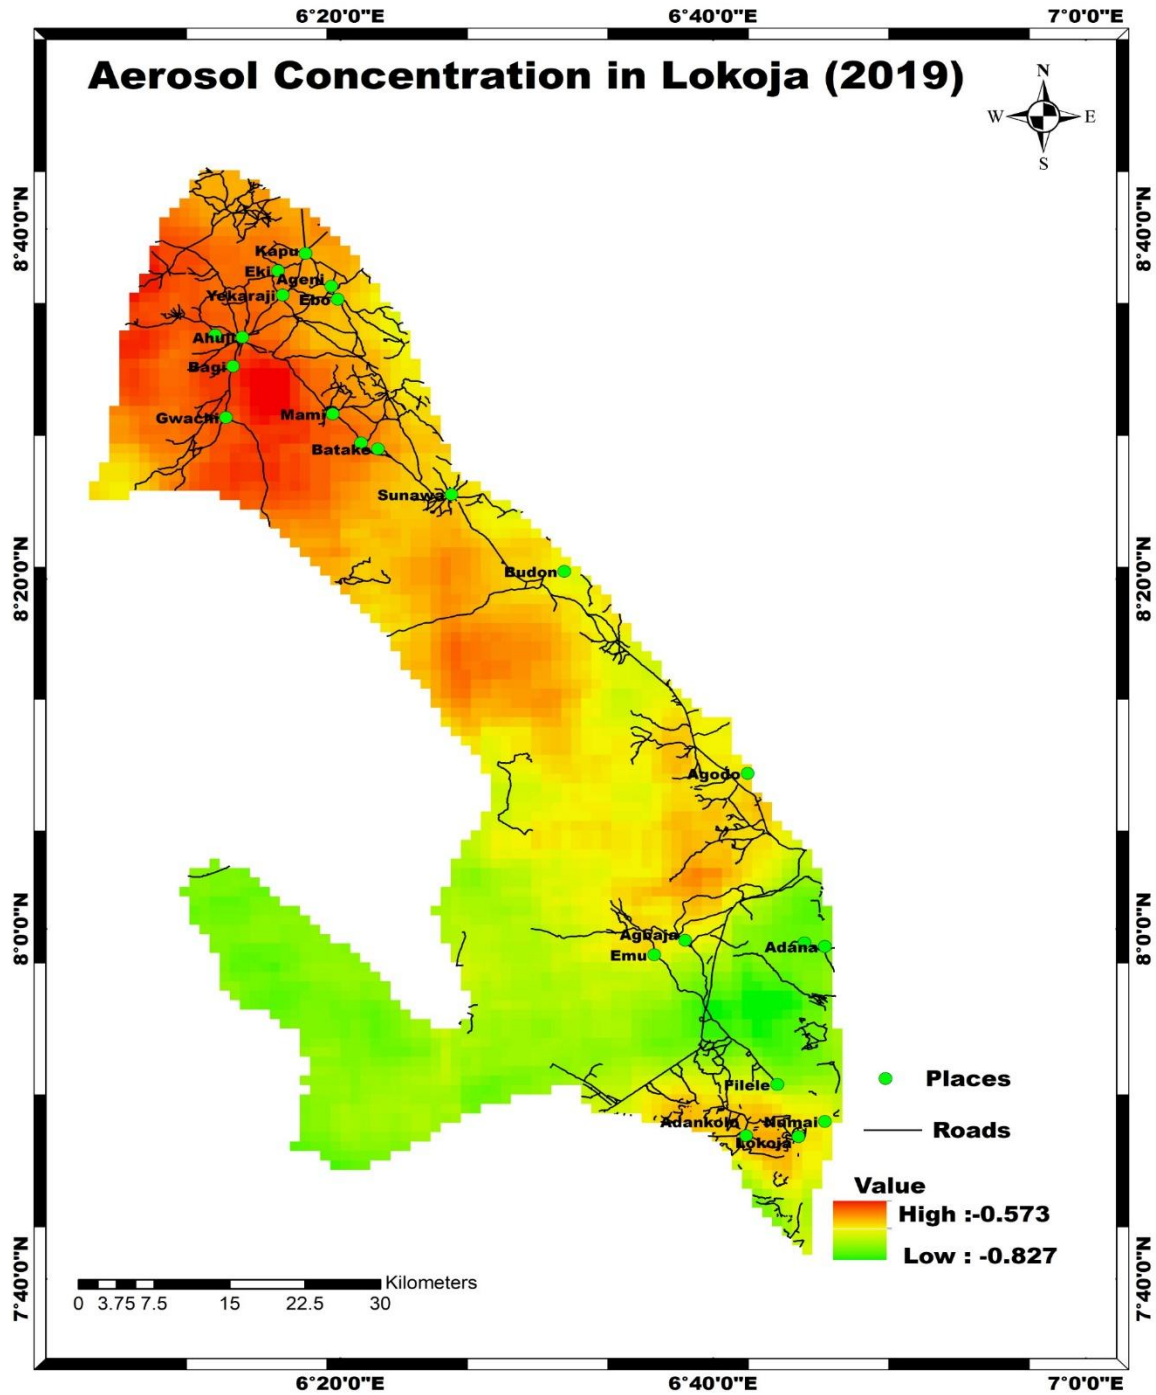 6°20'0"E 6°40'0"E 7°0'0"E
Aerosol Concentration in Lokoja (2019)
N
W E
S
8°40'0"N 8°40'0"N
Kapu
Eki
Ageni
Yekaraji
Ebo
Ahuji
Bagi
Gwachi
Mami
Batake
Sunawa
8°20'0"N 8°20'0"N
Budon
Agodo
8°0'0"N 8°0'0"N
Agbaja
Adana
Emu
Places
Filele
Adankolo Numai
Roads
Lokoja
Value
High :-0.573
Low : -0.827
7°40'0"N 7°40'0"N
Kilometers
0 3.75 7.5 15 22.5 30
6°20'0"E 6°40'0"E 7°0'0"E